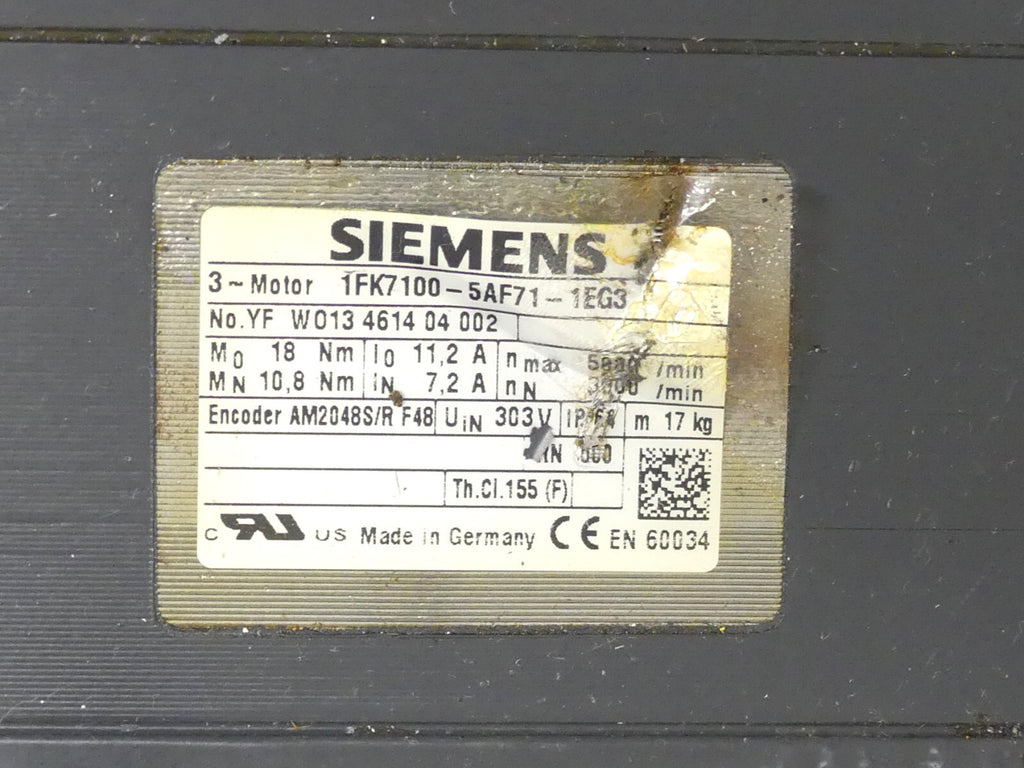 SIEMENS
3~Motor 1FK7100-5AF71-1EG3
No.YF W013 4614 04 002
M0 18 Nm I0 11,2 A nmax /min
MN 10,8 Nm IN 7,2 A nN /min
Encoder AM2048S/R F48 UIN 303V m 17 kg
Th.Cl.155 (F)
c RU US Made in Germany CE EN 60034